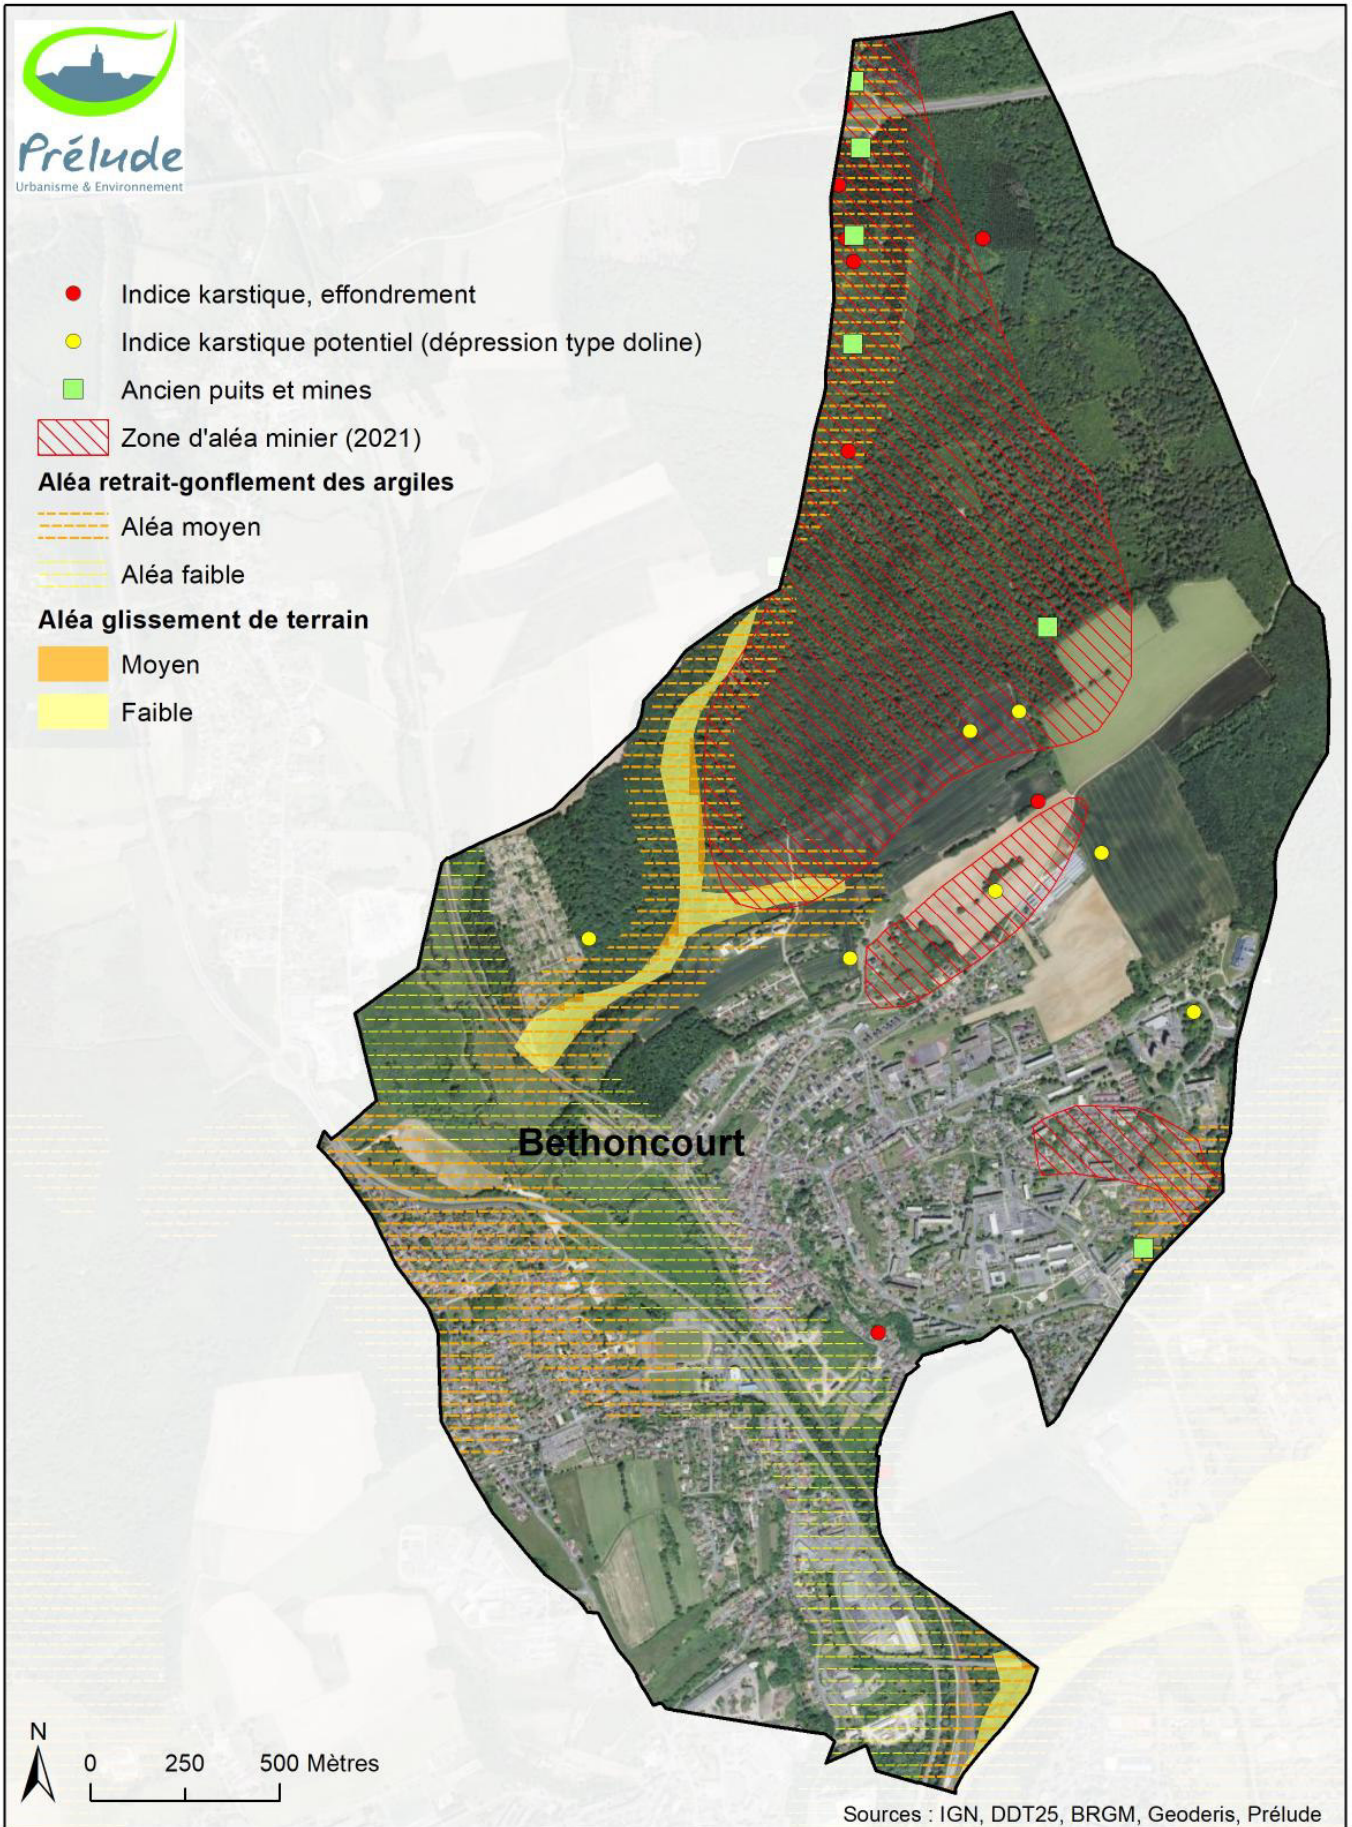 Prélude
Urbanisme & Environnement
Indice karstique, effondrement
Indice karstique potentiel (dépression type doline)
Ancien puits et mines
Zone d'aléa minier (2021)
Aléa retrait-gonflement des argiles
Aléa moyen
Aléa faible
Aléa glissement de terrain
Moyen
Faible
Bethoncourt
N
0 250 500 Mètres
Sources : IGN, DDT25, BRGM, Geoderis, Prélude